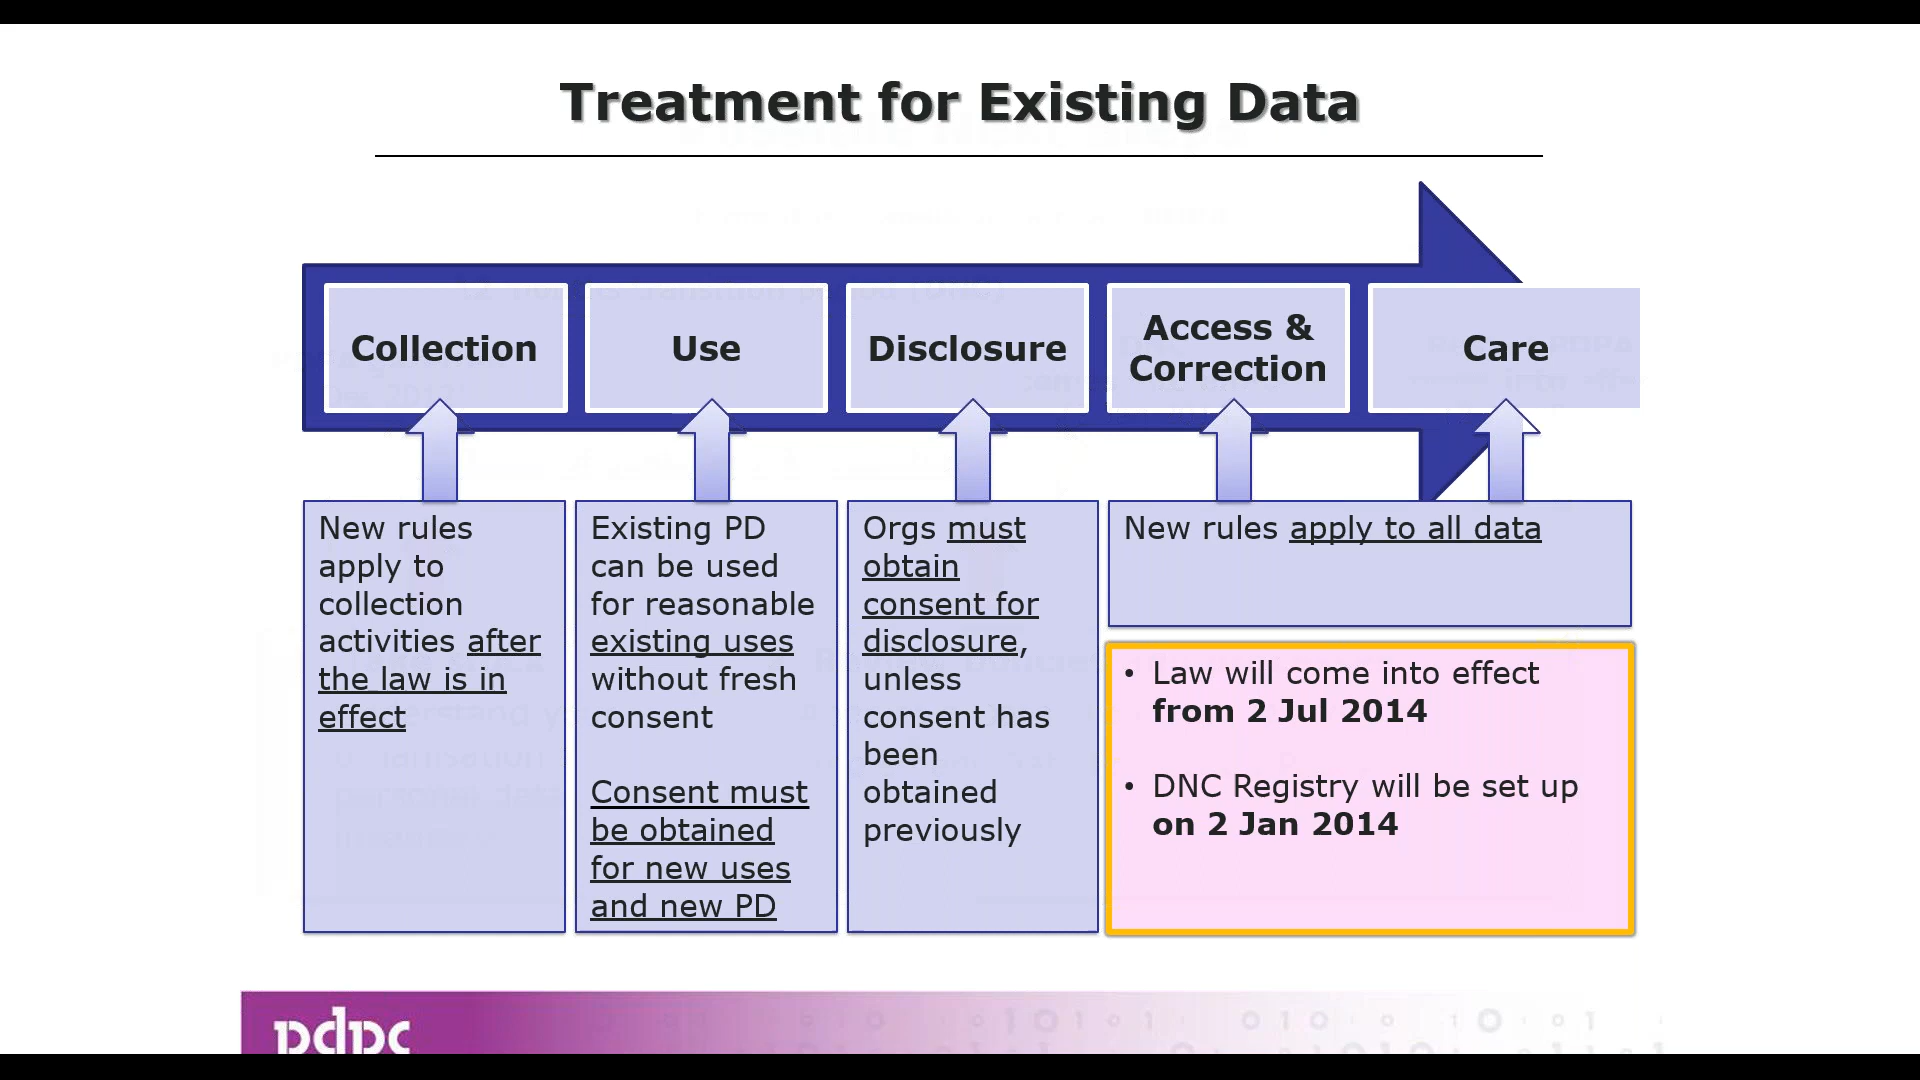 Treatment for Existing Data
Collection
Use
Disclosure
Access &
Correction
Care
New rules
apply to
collection
activities after
the law is in
effect
Existing PD
can be used
for reasonable
existing uses
without fresh
consent
Consent must
be obtained
for new uses
and new PD
Orgs must
obtain
consent for
disclosure,
unless
consent has
been
obtained
previously
New rules apply to all data
• Law will come into effect
from 2 Jul 2014
• DNC Registry will be set up
on 2 Jan 2014
pdpc